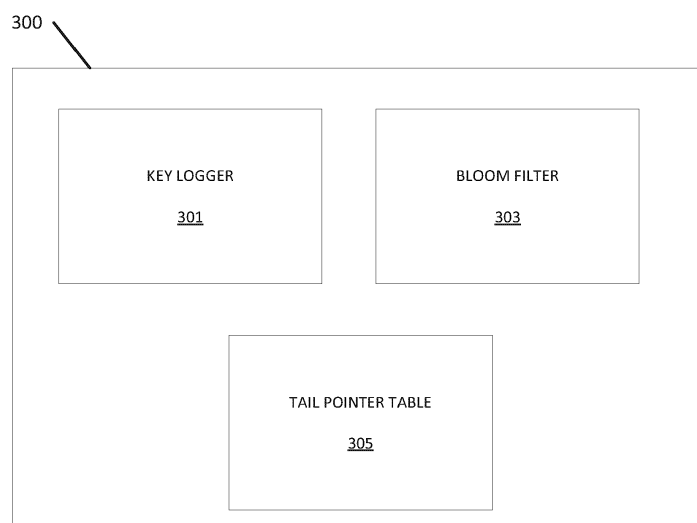 300
KEY LOGGER
301
BLOOM FILTER
303
TAIL POINTER TABLE
305